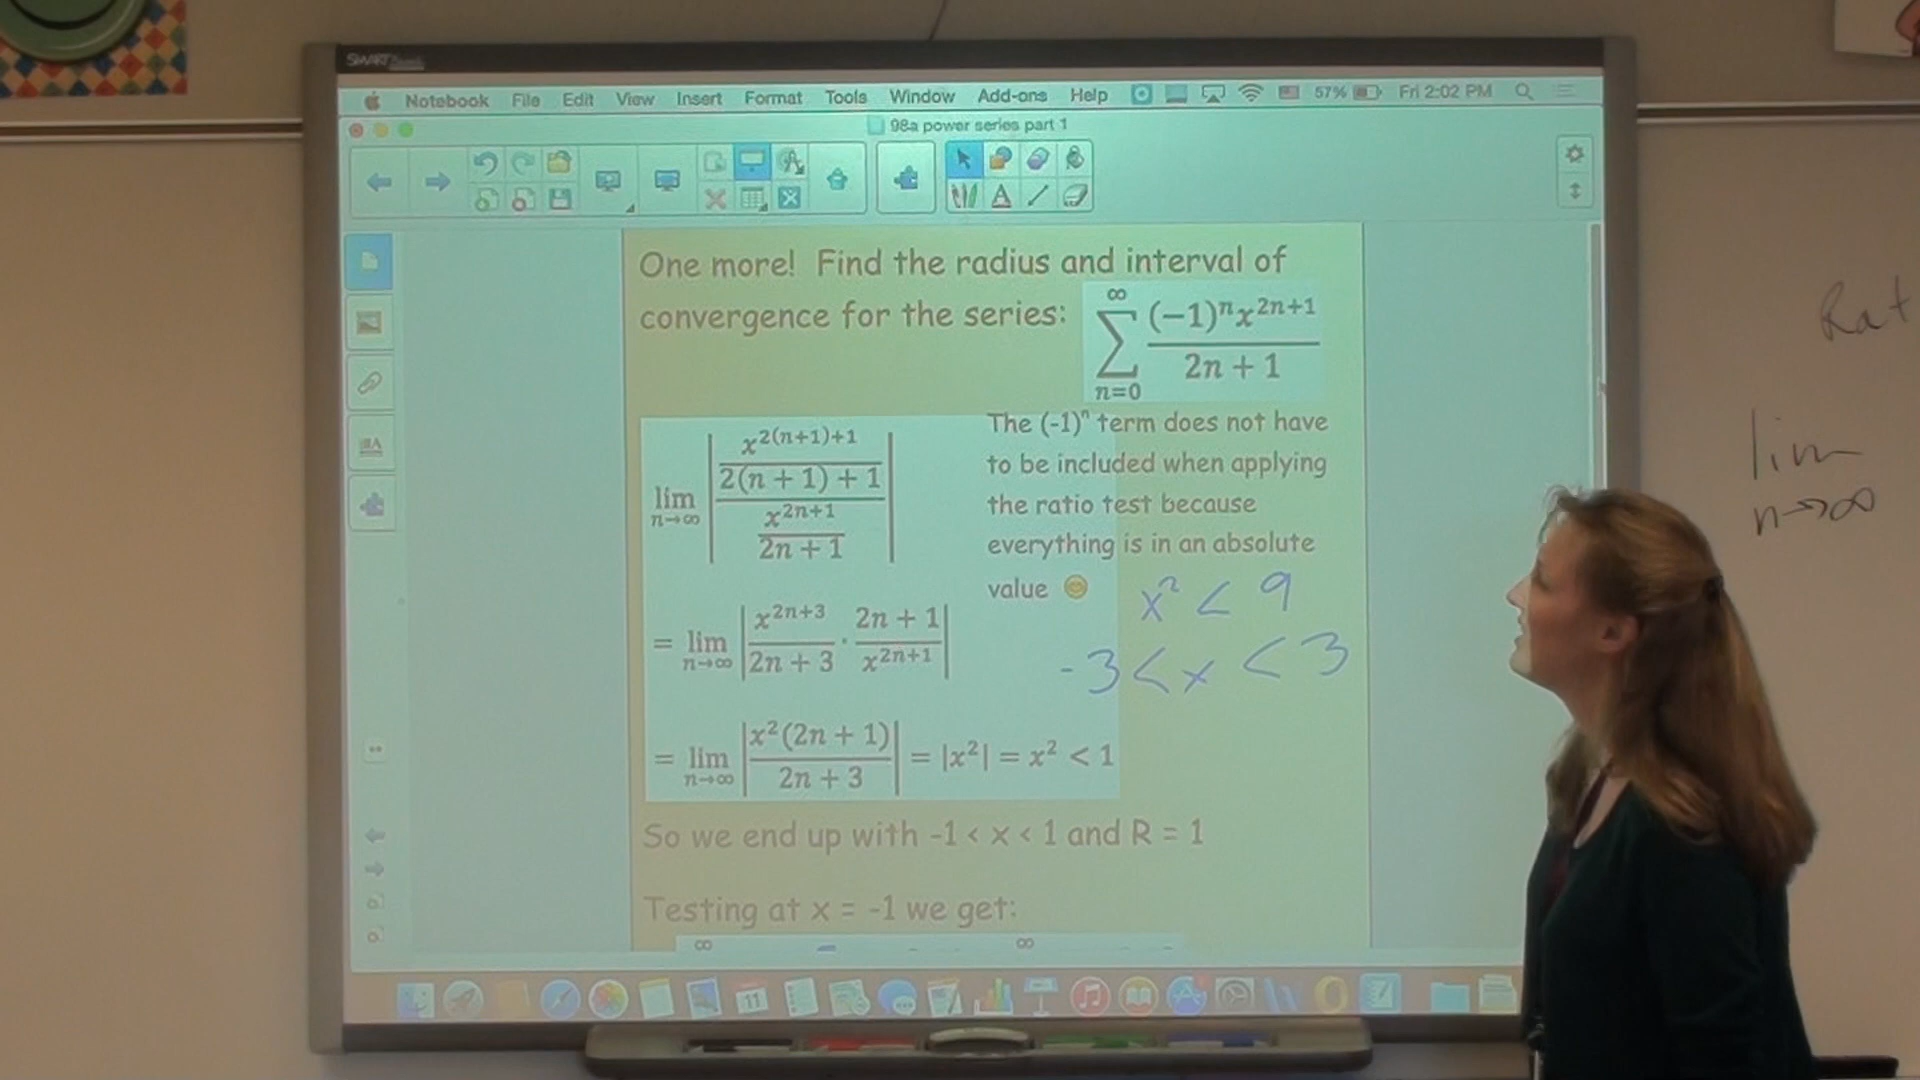 SMART
Notebook File Edit View Insert Format Tools Window Add-ons Help 57% Fri 2:02 PM
98a power series part 1
One more! Find the radius and interval of
convergence for the series: ∞ ∑ n=0 (−1)ⁿx²ⁿ⁺¹ / 2n + 1
lim n→∞ | x²⁽ⁿ⁺¹⁾⁺¹ / 2(n + 1) + 1 / x²ⁿ⁺¹ / 2n + 1 |
The (-1)ⁿ term does not have
to be included when applying
the ratio test because
everything is in an absolute
value
x² < 9
= lim n→∞ | x²ⁿ⁺³ / 2n + 3 · 2n + 1 / x²ⁿ⁺¹ |
-3 < x < 3
= lim n→∞ | x²(2n + 1) / 2n + 3 | = |x²| = x² < 1
So we end up with -1 < x < 1 and R = 1
Testing at x = -1 we get:
∞ ∞
11
Rat
lim
n→∞